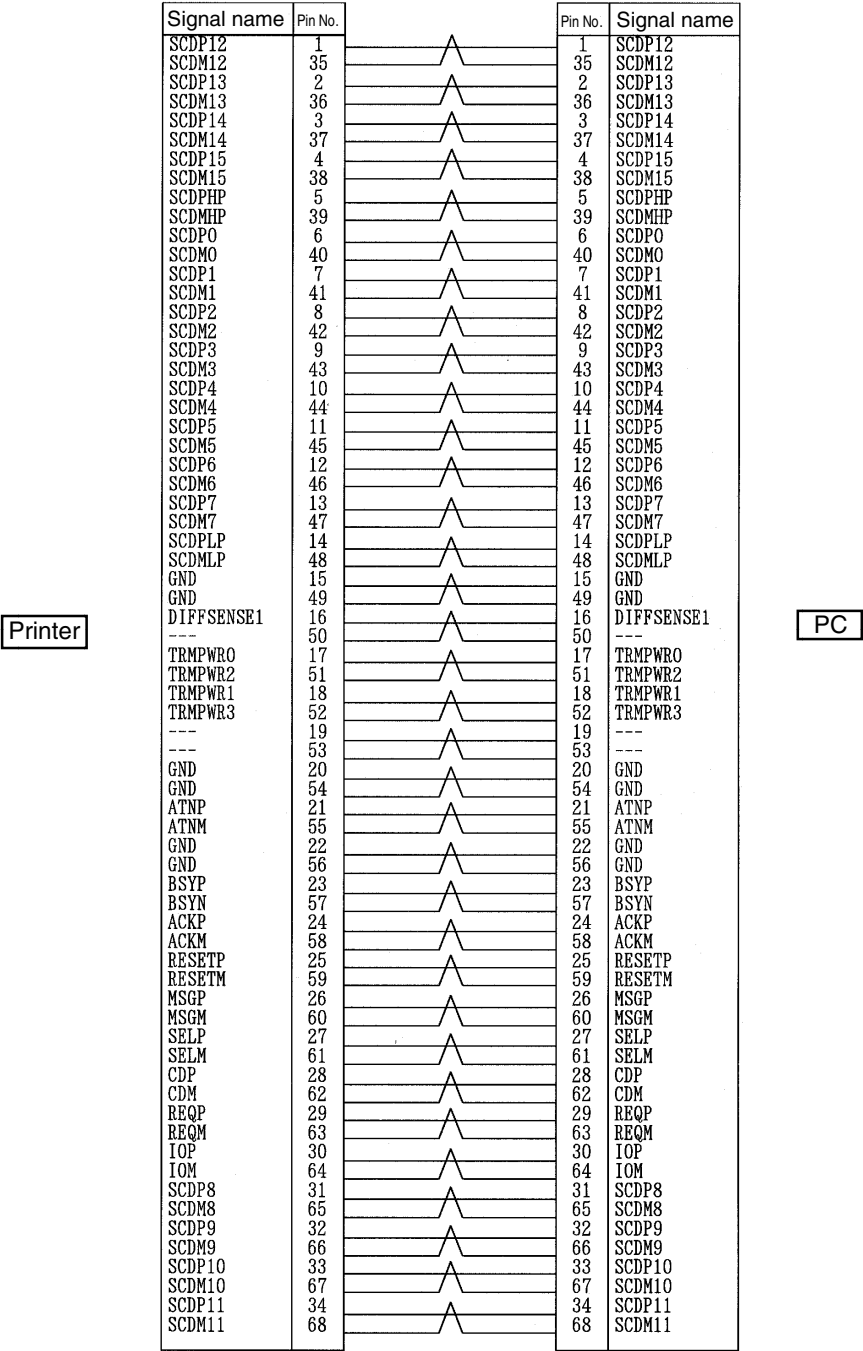 Signal name Pin No. Pin No. Signal name
SCDP12 1 1 SCDP12
SCDM12 35 35 SCDM12
SCDP13 2 2 SCDP13
SCDM13 36 36 SCDM13
SCDP14 3 3 SCDP14
SCDM14 37 37 SCDM14
SCDP15 4 4 SCDP15
SCDM15 38 38 SCDM15
SCDPHP 5 5 SCDPHP
SCDMHP 39 39 SCDMHP
SCDP0 6 6 SCDP0
SCDM0 40 40 SCDM0
SCDP1 7 7 SCDP1
SCDM1 41 41 SCDM1
SCDP2 8 8 SCDP2
SCDM2 42 42 SCDM2
SCDP3 9 9 SCDP3
SCDM3 43 43 SCDM3
SCDP4 10 10 SCDP4
SCDM4 44 44 SCDM4
SCDP5 11 11 SCDP5
SCDM5 45 45 SCDM5
SCDP6 12 12 SCDP6
SCDM6 46 46 SCDM6
SCDP7 13 13 SCDP7
SCDM7 47 47 SCDM7
SCDPLP 14 14 SCDPLP
SCDMLP 48 48 SCDMLP
GND 15 15 GND
GND 49 49 GND
DIFFSENSE1 16 16 DIFFSENSE1
Printer PC
--- 50 50 ---
TRMPWR0 17 17 TRMPWR0
TRMPWR2 51 51 TRMPWR2
TRMPWR1 18 18 TRMPWR1
TRMPWR3 52 52 TRMPWR3
--- 19 19 ---
--- 53 53 ---
GND 20 20 GND
GND 54 54 GND
ATNP 21 21 ATNP
ATNM 55 55 ATNM
GND 22 22 GND
GND 56 56 GND
BSYP 23 23 BSYP
BSYN 57 57 BSYN
ACKP 24 24 ACKP
ACKM 58 58 ACKM
RESETP 25 25 RESETP
RESETM 59 59 RESETM
MSGP 26 26 MSGP
MSGM 60 60 MSGM
SELP 27 27 SELP
SELM 61 61 SELM
CDP 28 28 CDP
CDM 62 62 CDM
REQP 29 29 REQP
REQM 63 63 REQM
IOP 30 30 IOP
IOM 64 64 IOM
SCDP8 31 31 SCDP8
SCDM8 65 65 SCDM8
SCDP9 32 32 SCDP9
SCDM9 66 66 SCDM9
SCDP10 33 33 SCDP10
SCDM10 67 67 SCDM10
SCDP11 34 34 SCDP11
SCDM11 68 68 SCDM11